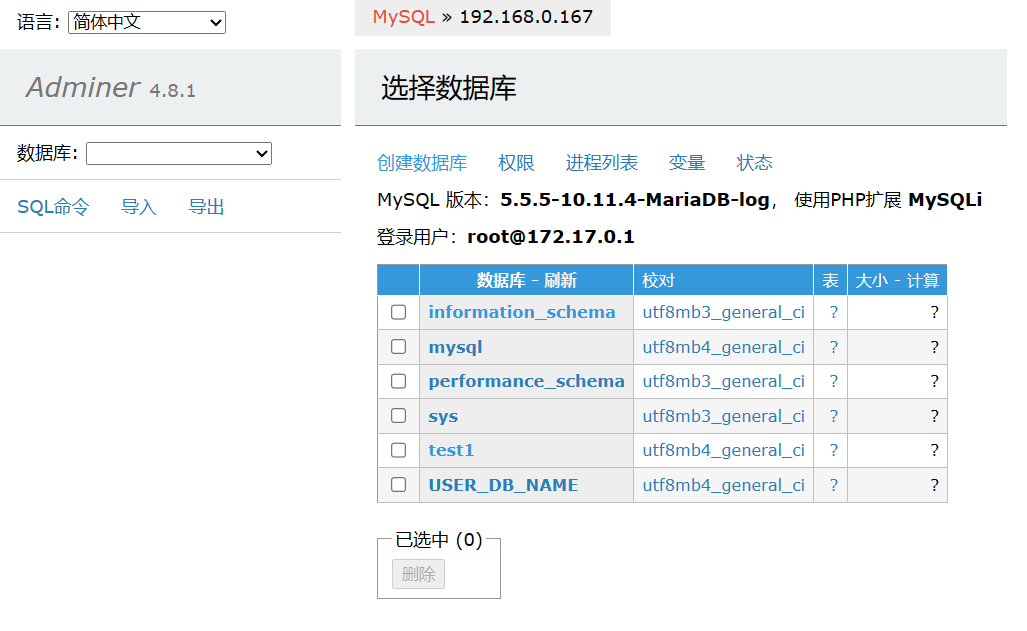 语言: 简体中文
MySQL » 192.168.0.167
Adminer 4.8.1
选择数据库
数据库:
SQL命令 导入 导出
创建数据库 权限 进程列表 变量 状态
MySQL 版本：5.5.5-10.11.4-MariaDB-log， 使用PHP扩展 MySQLi
登录用户：root@172.17.0.1
数据库 - 刷新 校对 表 大小 - 计算
information_schema utf8mb3_general_ci ? ?
mysql utf8mb4_general_ci ? ?
performance_schema utf8mb3_general_ci ? ?
sys utf8mb3_general_ci ? ?
test1 utf8mb4_general_ci ? ?
USER_DB_NAME utf8mb4_general_ci ? ?
已选中 (0)
删除